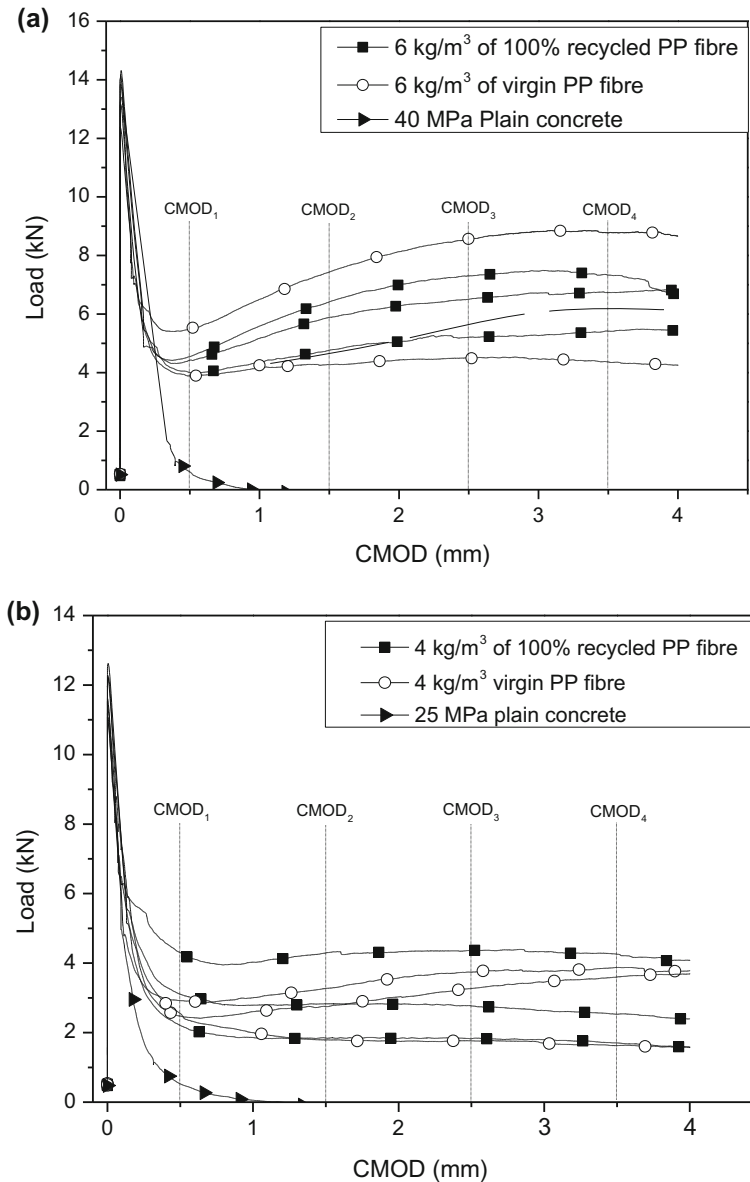 (a)
16
14
12
10
8
6
4
2
0
Load (kN)
6 kg/m³ of 100% recycled PP fibre
6 kg/m³ of virgin PP fibre
40 MPa Plain concrete
CMOD₁
CMOD₂
CMOD₃
CMOD₄
0 1 2 3 4
CMOD (mm)
(b)
14
12
10
8
6
4
2
0
Load (kN)
4 kg/m³ of 100% recycled PP fibre
4 kg/m³ virgin PP fibre
25 MPa plain concrete
CMOD₁
CMOD₂
CMOD₃
CMOD₄
0 1 2 3 4
CMOD (mm)